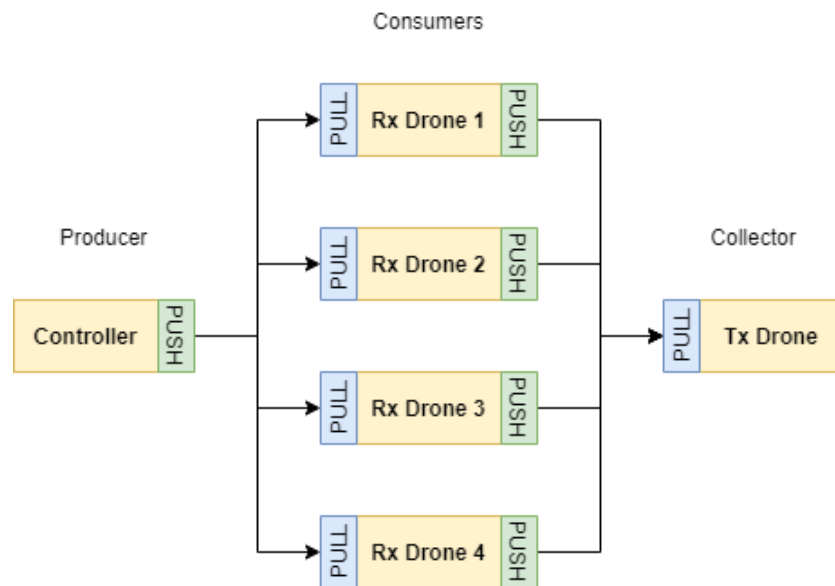 Consumers
PULL
Rx Drone 1
PUSH
Producer
Controller
PUSH
PULL
Rx Drone 2
PUSH
PULL
Rx Drone 3
PUSH
PULL
Rx Drone 4
PUSH
Collector
PULL
Tx Drone